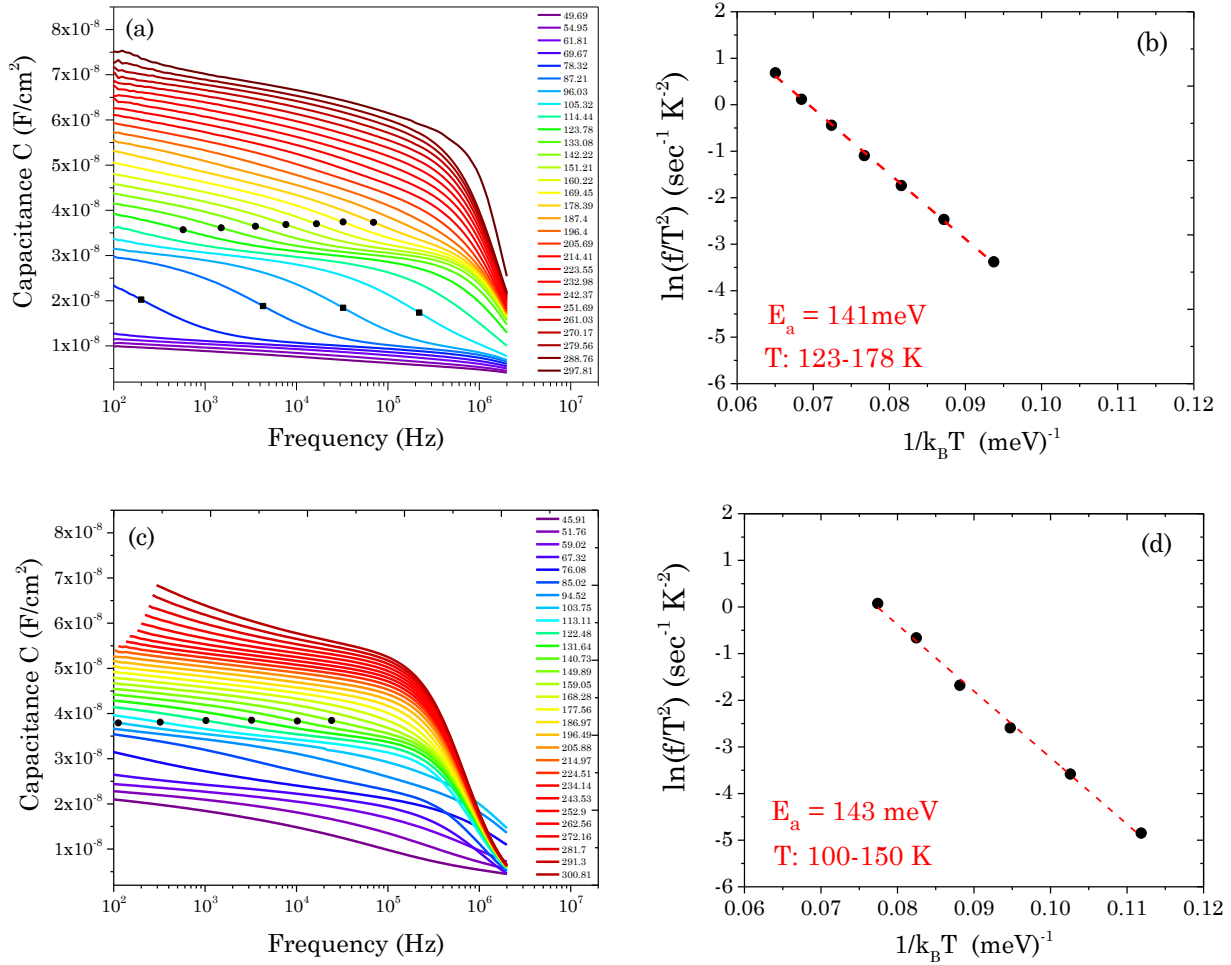 (a)
Capacitance C (F/cm²)
8x10⁻⁸
7x10⁻⁸
6x10⁻⁸
5x10⁻⁸
4x10⁻⁸
3x10⁻⁸
2x10⁻⁸
1x10⁻⁸
10² 10³ 10⁴ 10⁵ 10⁶ 10⁷
Frequency (Hz)
49.69
54.95
61.81
69.67
78.32
87.21
96.03
105.32
114.44
123.78
133.08
142.22
151.21
160.22
169.45
178.39
187.4
196.4
205.69
214.41
223.55
232.98
242.37
251.69
261.03
270.17
279.56
288.76
297.81
(b)
ln(f/T²) (sec⁻¹ K⁻²)
2
1
0
-1
-2
-3
-4
-5
-6
E_a = 141meV
T: 123-178 K
0.06 0.07 0.08 0.09 0.10 0.11 0.12
1/k_BT (meV)⁻¹
(c)
Capacitance C (F/cm²)
8x10⁻⁸
7x10⁻⁸
6x10⁻⁸
5x10⁻⁸
4x10⁻⁸
3x10⁻⁸
2x10⁻⁸
1x10⁻⁸
10² 10³ 10⁴ 10⁵ 10⁶ 10⁷
Frequency (Hz)
45.91
51.76
59.02
67.32
76.08
85.02
94.52
103.75
113.11
122.48
131.64
140.73
149.89
159.05
168.28
177.56
186.97
196.49
205.88
214.97
224.51
234.14
243.53
252.9
262.56
272.16
281.7
291.3
300.81
(d)
ln(f/T²) (sec⁻¹ K⁻²)
2
1
0
-1
-2
-3
-4
-5
-6
E_a = 143 meV
T: 100-150 K
0.06 0.07 0.08 0.09 0.10 0.11 0.12
1/k_BT (meV)⁻¹